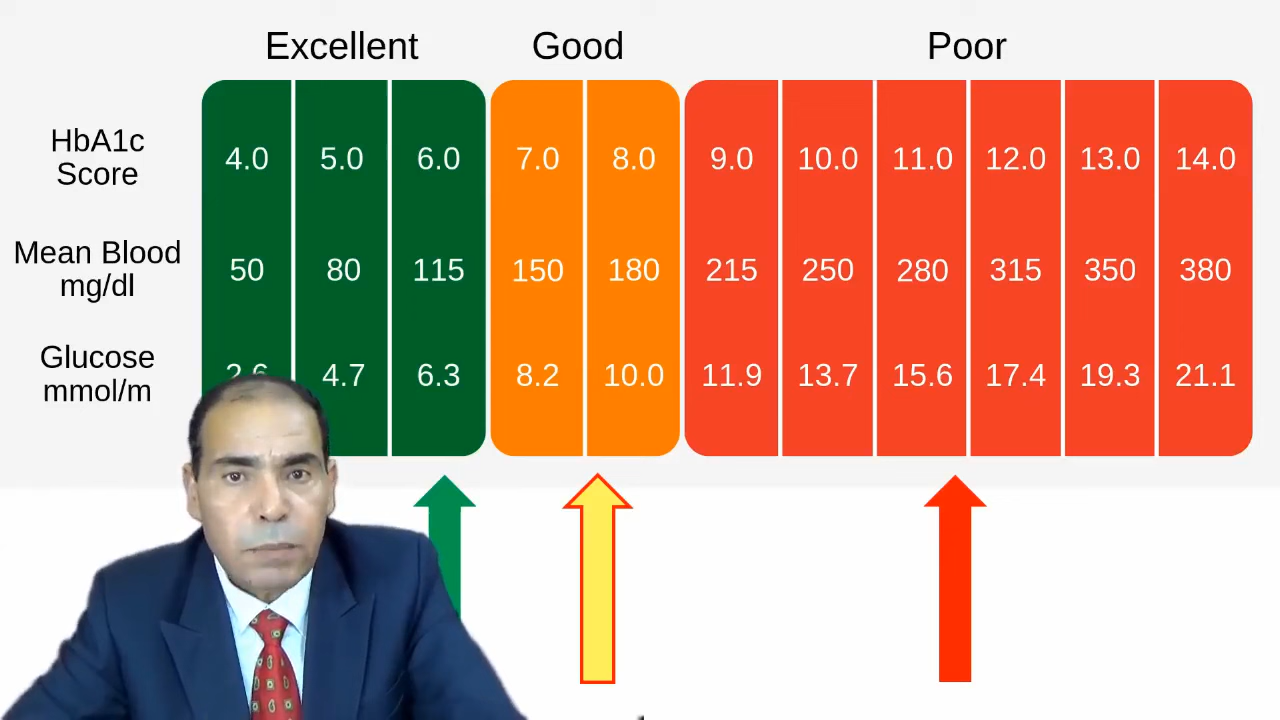 Excellent Good Poor
HbA1c
Score
4.0 5.0 6.0 7.0 8.0 9.0 10.0 11.0 12.0 13.0 14.0
Mean Blood
mg/dl
50 80 115 150 180 215 250 280 315 350 380
Glucose
mmol/m
2.6 4.7 6.3 8.2 10.0 11.9 13.7 15.6 17.4 19.3 21.1